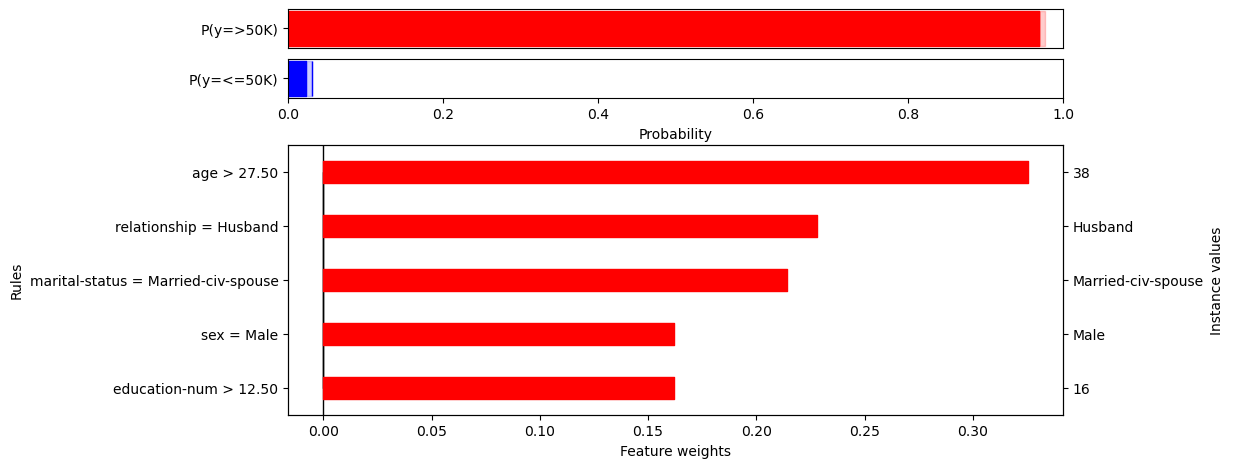 P(y=>50K)
P(y=<=50K)
0.0 0.2 0.4 0.6 0.8 1.0
Probability
age > 27.50 38
relationship = Husband Husband
marital-status = Married-civ-spouse Married-civ-spouse
sex = Male Male
education-num > 12.50 16
Rules
Instance values
0.00 0.05 0.10 0.15 0.20 0.25 0.30
Feature weights